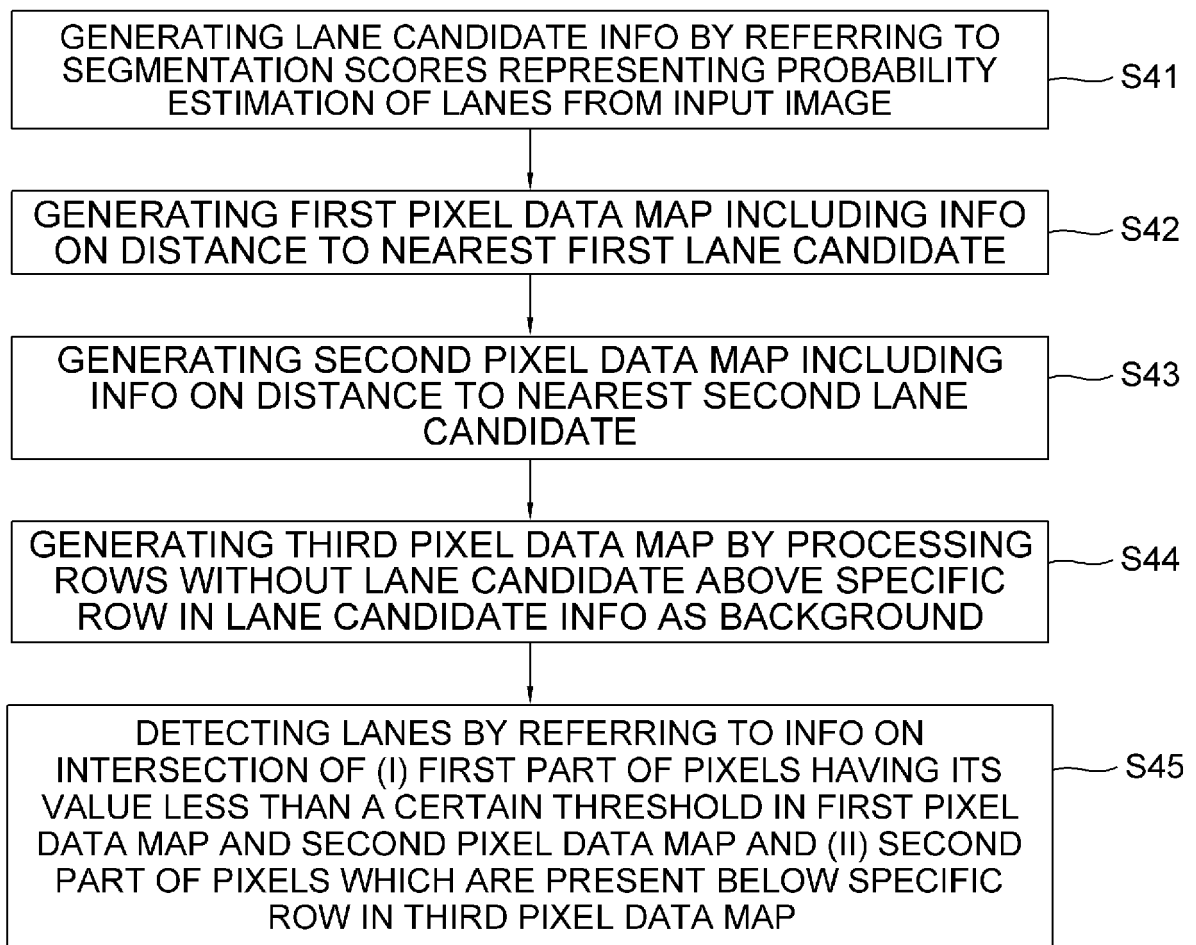 GENERATING LANE CANDIDATE INFO BY REFERRING TO
SEGMENTATION SCORES REPRESENTING PROBABILITY
ESTIMATION OF LANES FROM INPUT IMAGE
S41
GENERATING FIRST PIXEL DATA MAP INCLUDING INFO
ON DISTANCE TO NEAREST FIRST LANE CANDIDATE
S42
GENERATING SECOND PIXEL DATA MAP INCLUDING
INFO ON DISTANCE TO NEAREST SECOND LANE
CANDIDATE
S43
GENERATING THIRD PIXEL DATA MAP BY PROCESSING
ROWS WITHOUT LANE CANDIDATE ABOVE SPECIFIC
ROW IN LANE CANDIDATE INFO AS BACKGROUND
S44
DETECTING LANES BY REFERRING TO INFO ON
INTERSECTION OF (I) FIRST PART OF PIXELS HAVING ITS
VALUE LESS THAN A CERTAIN THRESHOLD IN FIRST PIXEL
DATA MAP AND SECOND PIXEL DATA MAP AND (II) SECOND
PART OF PIXELS WHICH ARE PRESENT BELOW SPECIFIC
ROW IN THIRD PIXEL DATA MAP
S45